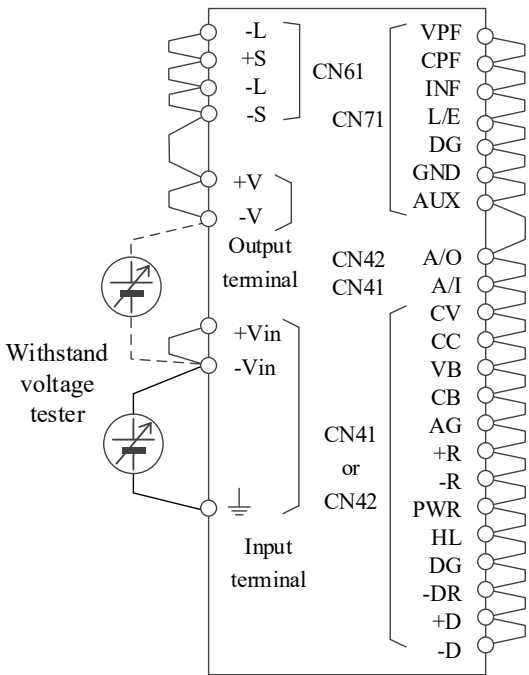 -L
+S
-L
-S
CN61
+V
-V
Output
terminal
Withstand
voltage
tester
+Vin
-Vin
Input
terminal
VPF
CPF
INF
L/E
DG
GND
AUX
CN71
CN42
A/O
CN41
A/I
CV
CC
VB
CB
AG
+R
-R
PWR
HL
DG
-DR
+D
-D
CN41
or
CN42